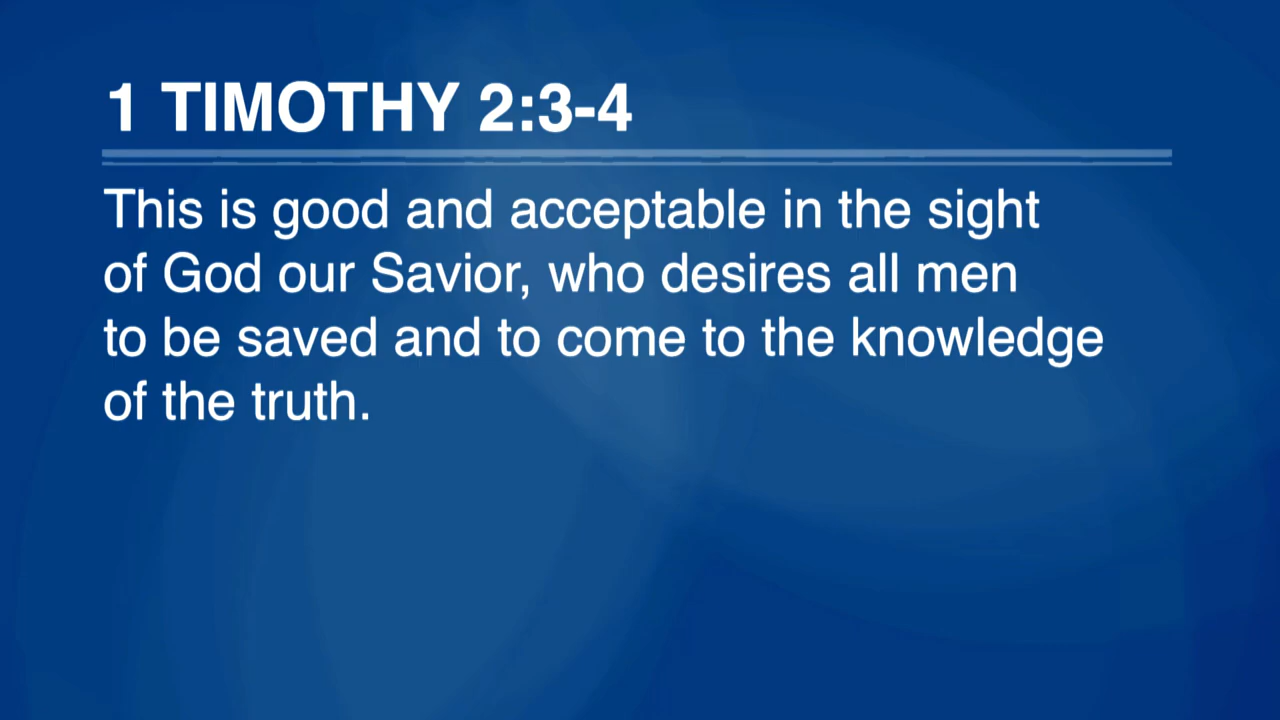 1 TIMOTHY 2:3-4
This is good and acceptable in the sight
of God our Savior, who desires all men
to be saved and to come to the knowledge
of the truth.